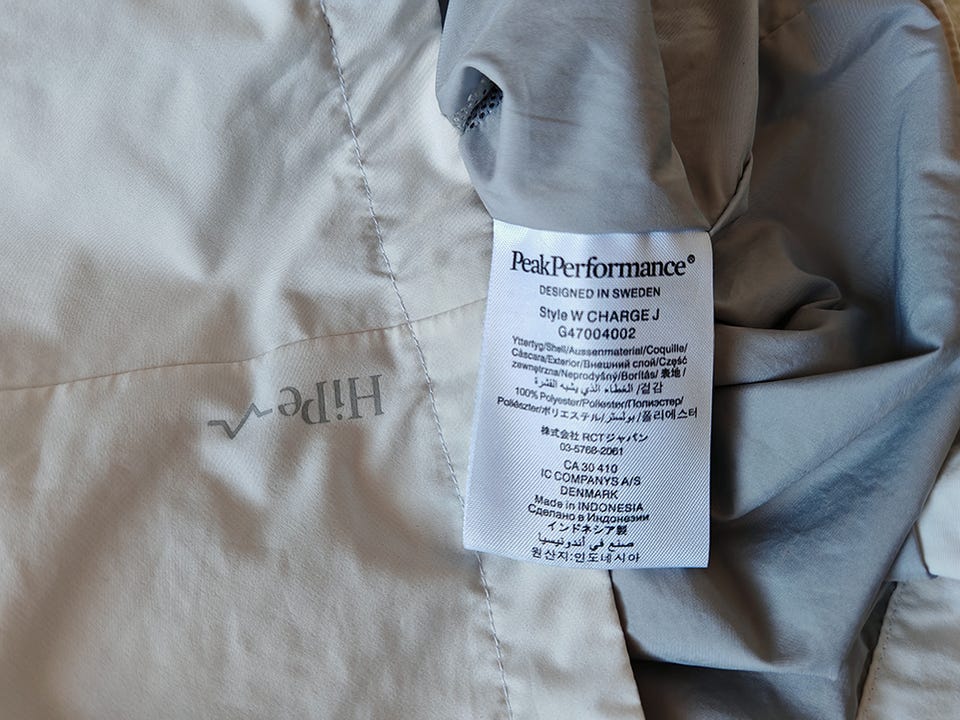 HiPe
PeakPerformance®
DESIGNED IN SWEDEN
Style W CHARGE J
G47004002
Yttertyg/Shell/Aussenmaterial/Coquille/
Cáscara/Exterior/Внешний слой/Część
zewnętrzna/Neprodyšný/Borítás/ 表地/
الغطاء الذي يشبه القشرة /겉감
100% Polyester/Poliester/Полиэстер/
Poliészter/ポリエステル/بوليستر/폴리에스터
株式会社 RCTジャパン
03-5768-2061
CA 30 410
IC COMPANYS A/S
DENMARK
Made in INDONESIA
Сделано в Индонезии
インドネシア製
صنع في أندونيسيا
원산지:인도네시아